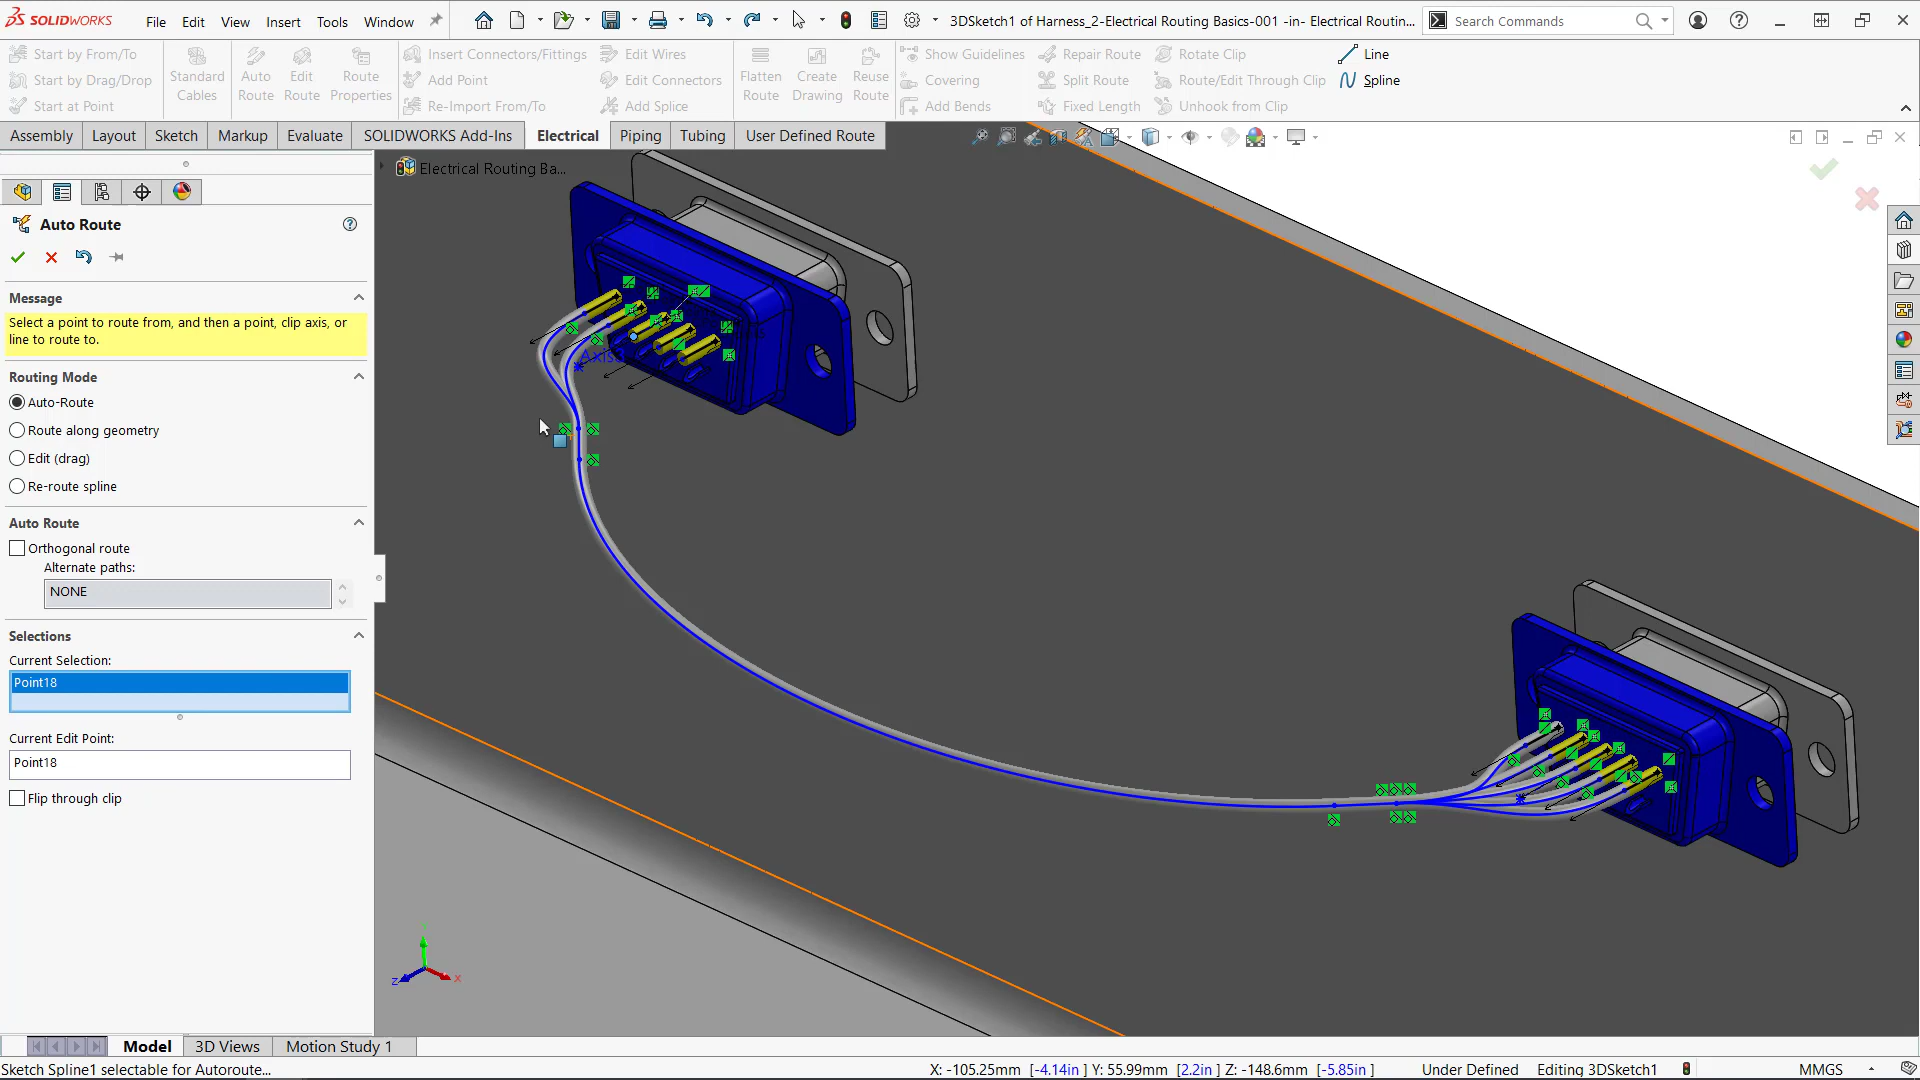 SOLIDWORKS
File
Edit
View
Insert
Tools
Window
3DSketch1 of Harness_2-Electrical Routing Basics-001 -in- Electrical Routin...
Search Commands
Start by From/To
Start by Drag/Drop
Start at Point
Standard
Cables
Auto
Route
Edit
Route
Route
Properties
Insert Connectors/Fittings
Add Point
Re-Import From/To
Edit Wires
Edit Connectors
Add Splice
Flatten
Route
Create
Drawing
Reuse
Route
Show Guidelines
Covering
Add Bends
Repair Route
Split Route
Fixed Length
Rotate Clip
Route/Edit Through Clip
Unhook from Clip
Line
Spline
Assembly
Layout
Sketch
Markup
Evaluate
SOLIDWORKS Add-Ins
Electrical
Piping
Tubing
User Defined Route
Electrical Routing Ba...
Auto Route
Message
Select a point to route from, and then a point, clip axis, or
line to route to.
Routing Mode
Auto-Route
Route along geometry
Edit (drag)
Re-route spline
Auto Route
Orthogonal route
Alternate paths:
NONE
Selections
Current Selection:
Point18
Current Edit Point:
Point18
Flip through clip
X
Z
Model
3D Views
Motion Study 1
Sketch Spline1 selectable for Autoroute...
X: -105.25mm [-4.14in ] Y: 55.99mm [2.2in ] Z: -148.6mm [-5.85in ]
Under Defined
Editing 3DSketch1
MMGS